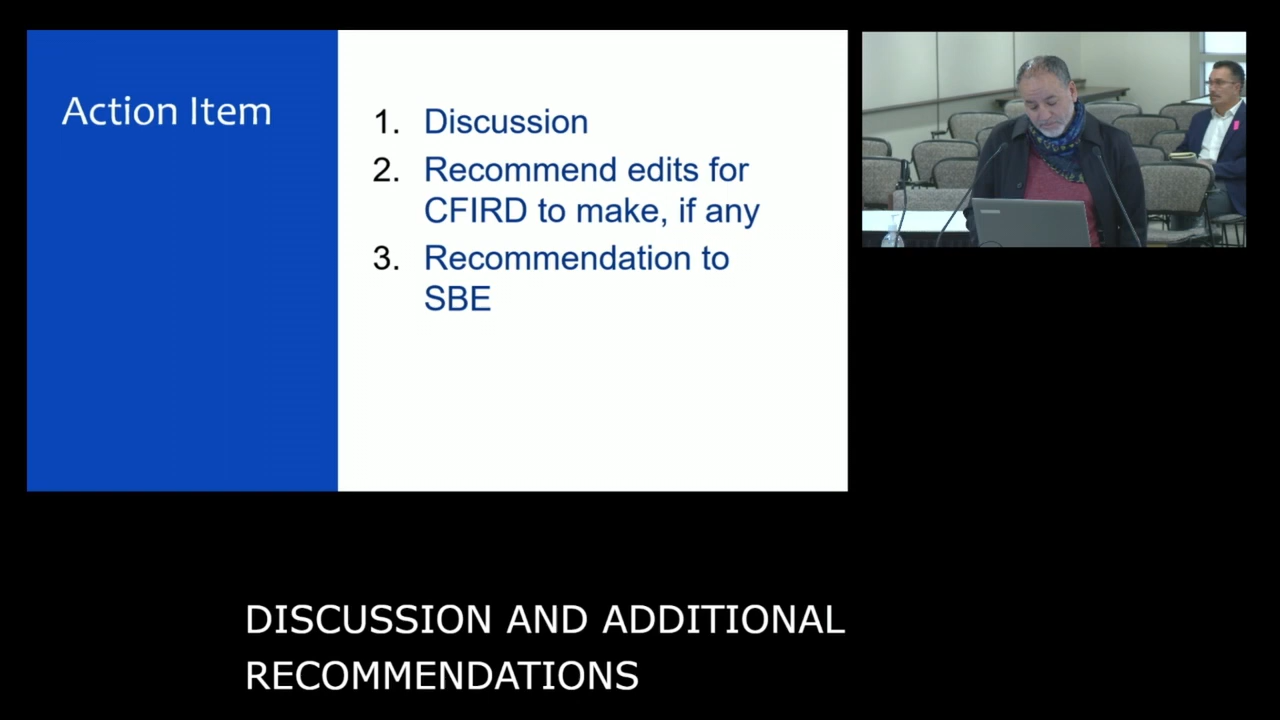 Action Item
1. Discussion
2. Recommend edits for
CFIRD to make, if any
3. Recommendation to
SBE
DISCUSSION AND ADDITIONAL
RECOMMENDATIONS